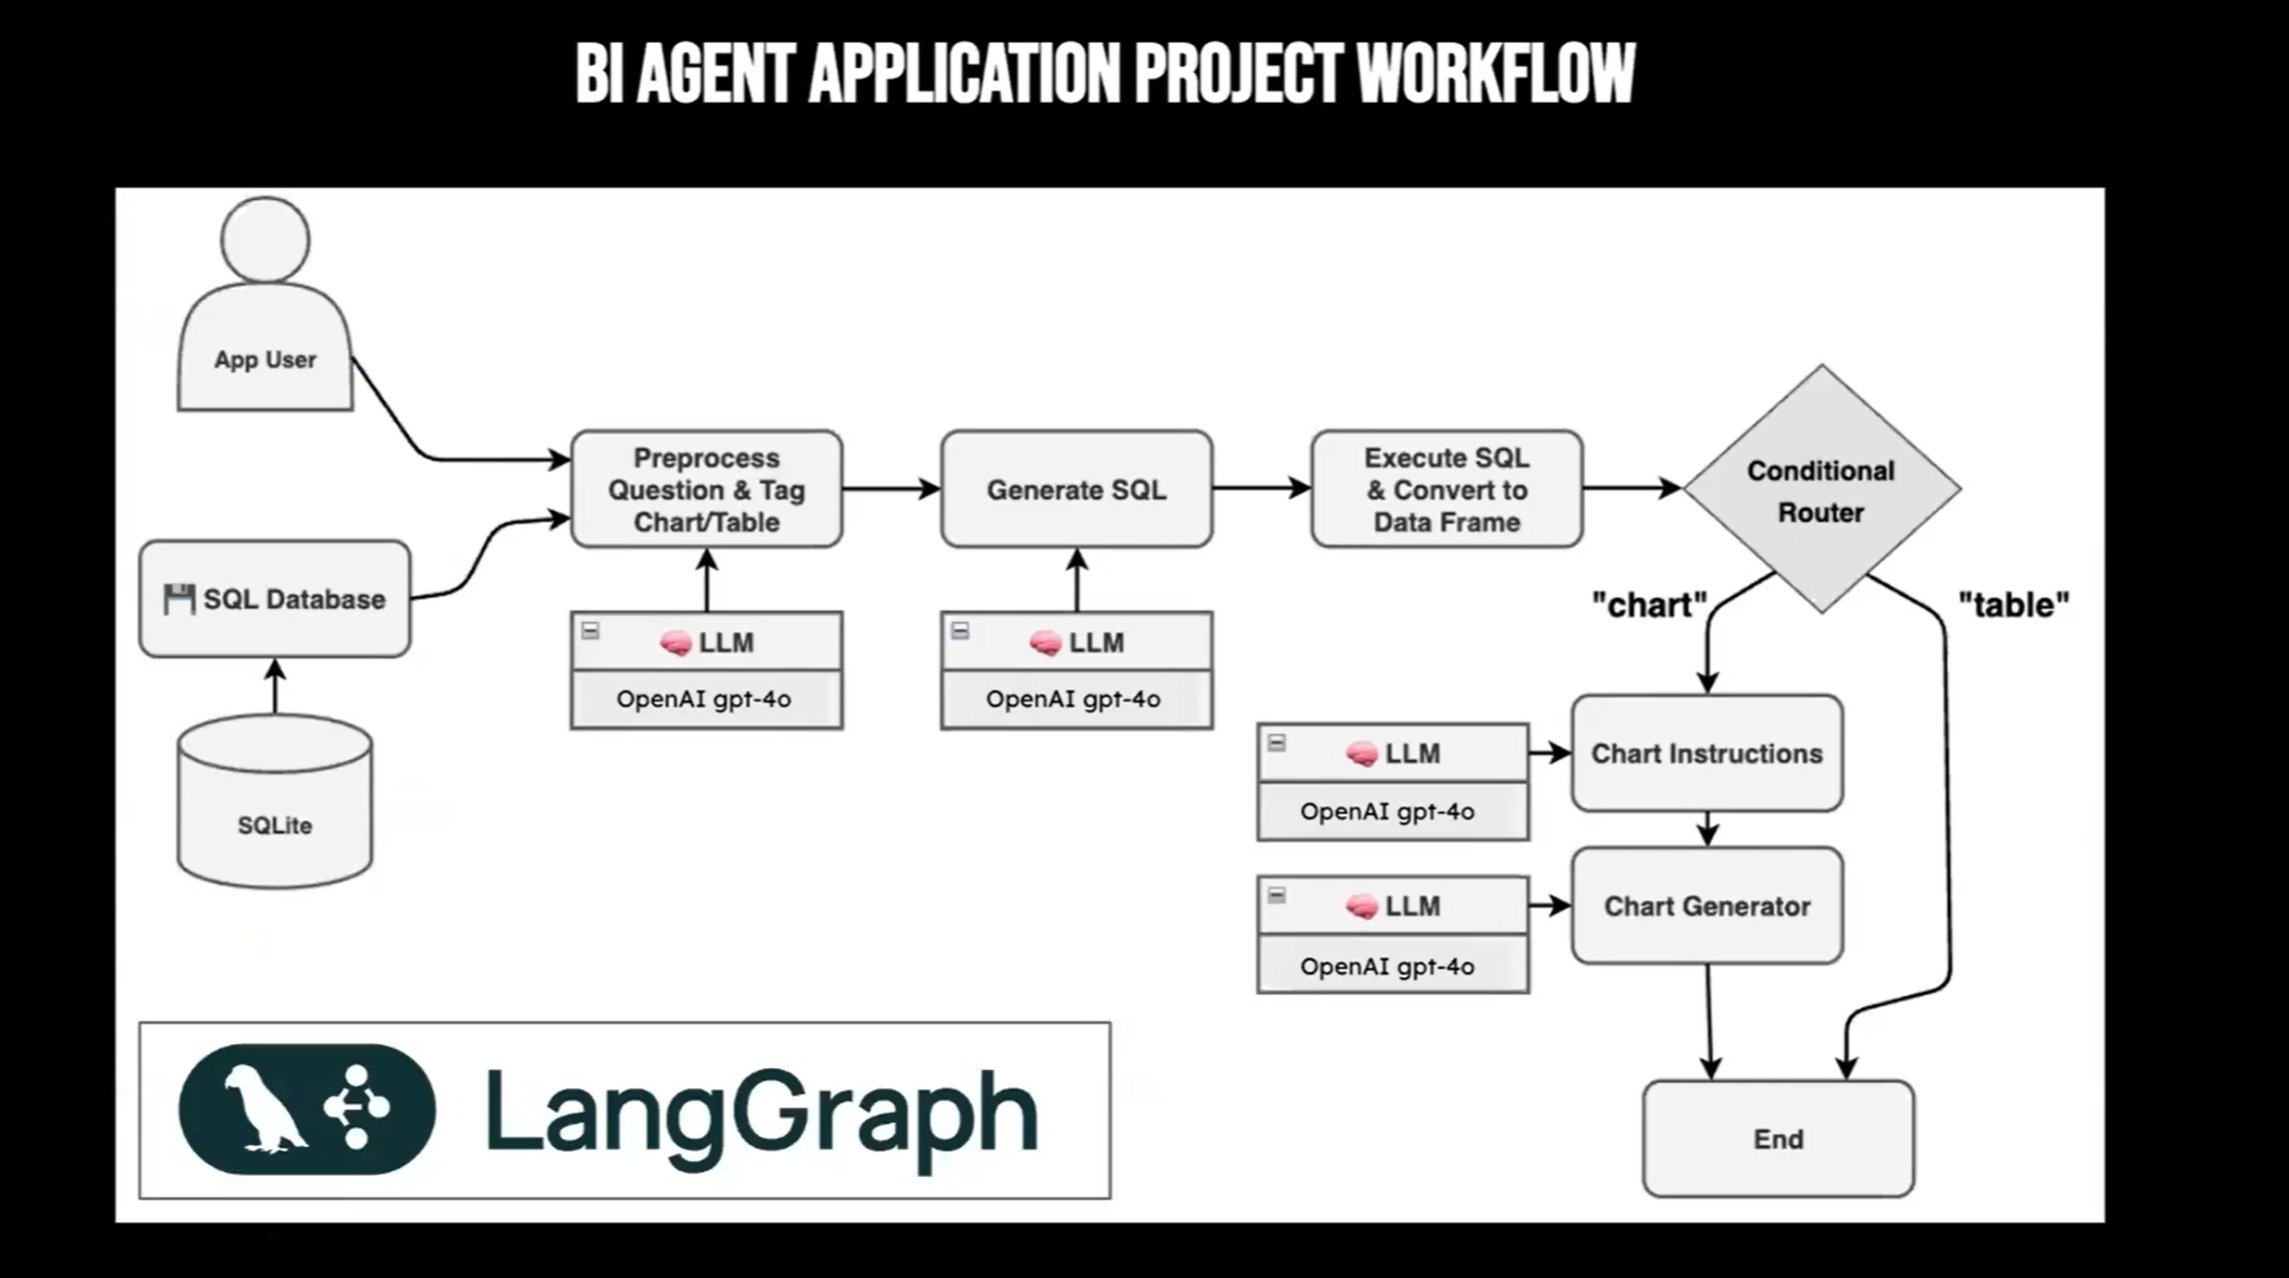 BI AGENT APPLICATION PROJECT WORKFLOW
App User
Preprocess
Question & Tag
Chart/Table
Generate SQL
Execute SQL
& Convert to
Data Frame
Conditional
Router
SQL Database
"chart"
"table"
LLM
OpenAI gpt-4o
LLM
OpenAI gpt-4o
SQLite
LLM
OpenAI gpt-4o
Chart Instructions
LLM
OpenAI gpt-4o
Chart Generator
LangGraph
End